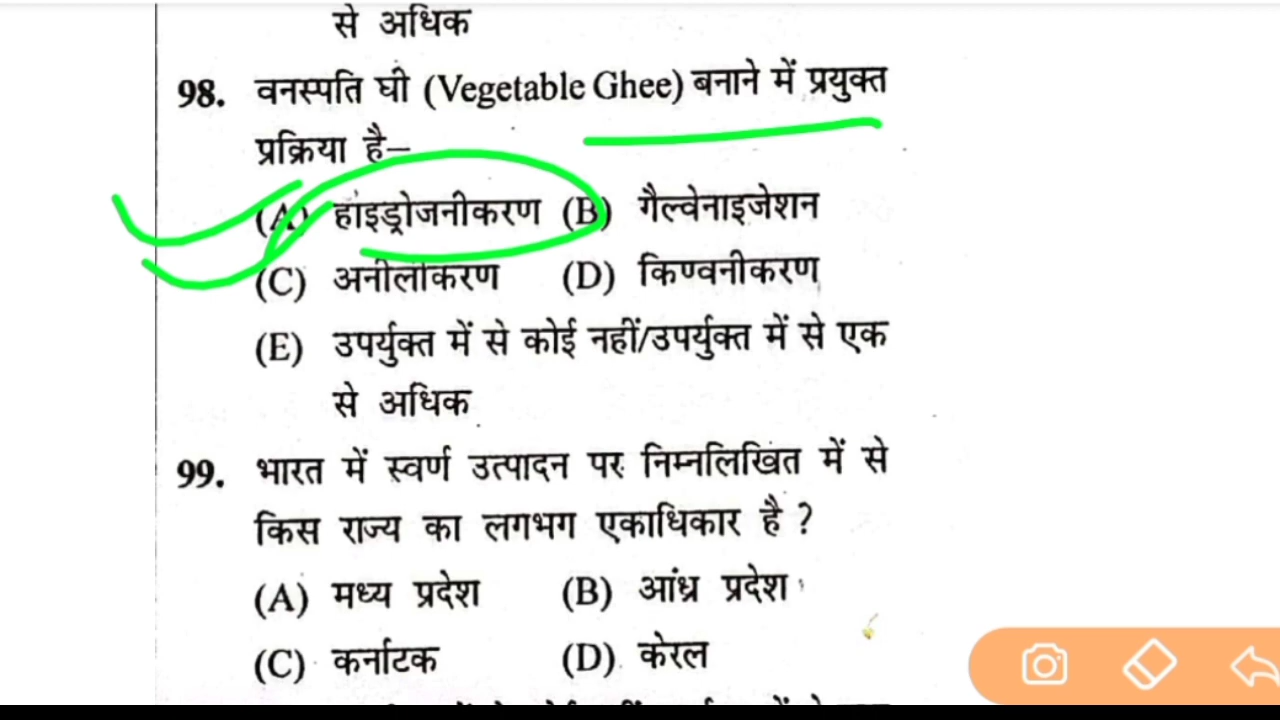 से अधिक
98. वनस्पति घी (Vegetable Ghee) बनाने में प्रयुक्त
प्रक्रिया है—
(A) हाइड्रोजनीकरण (B) गैल्वेनाइजेशन
(C) अनीलीकरण (D) किण्वनीकरण
(E) उपर्युक्त में से कोई नहीं/उपर्युक्त में से एक
से अधिक
99. भारत में स्वर्ण उत्पादन पर निम्नलिखित में से
किस राज्य का लगभग एकाधिकार है ?
(A) मध्य प्रदेश (B) आंध्र प्रदेश
(C) कर्नाटक (D) केरल